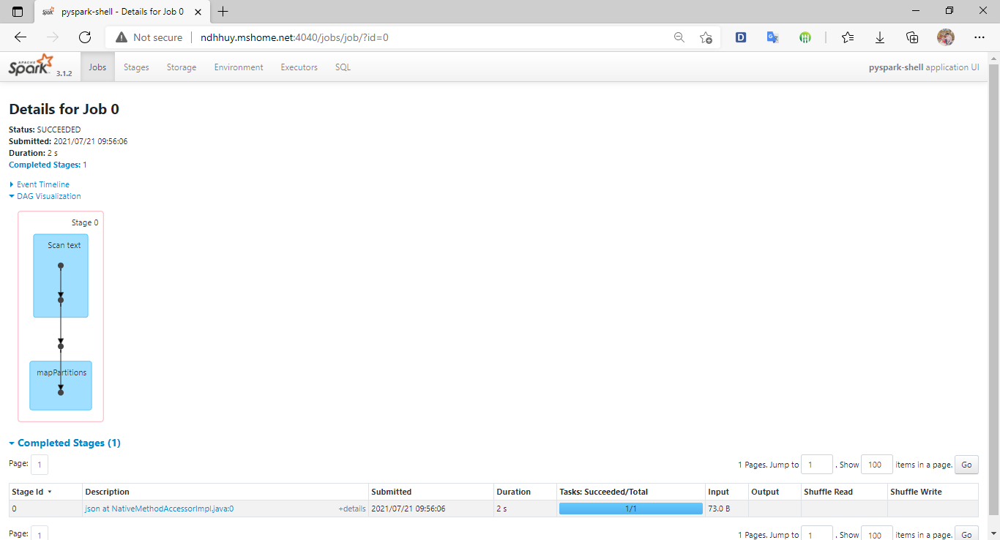 pyspark-shell - Details for Job 0
Not secure
ndhhuy.mshome.net:4040/jobs/job/?id=0
APACHE Spark 3.1.2
Jobs Stages Storage Environment Executors SQL
pyspark-shell application UI
Details for Job 0
Status: SUCCEEDED
Submitted: 2021/07/21 09:56:06
Duration: 2 s
Completed Stages: 1
Event Timeline
DAG Visualization
Stage 0
Scan text
mapPartitions
Completed Stages (1)
Page: 1
1 Pages. Jump to 1 . Show 100 items in a page. Go
Stage Id Description Submitted Duration Tasks: Succeeded/Total Input Output Shuffle Read Shuffle Write
0 json at NativeMethodAccessorImpl.java:0 +details 2021/07/21 09:56:06 2 s 1/1 73.0 B
Page: 1
1 Pages. Jump to 1 . Show 100 items in a page. Go